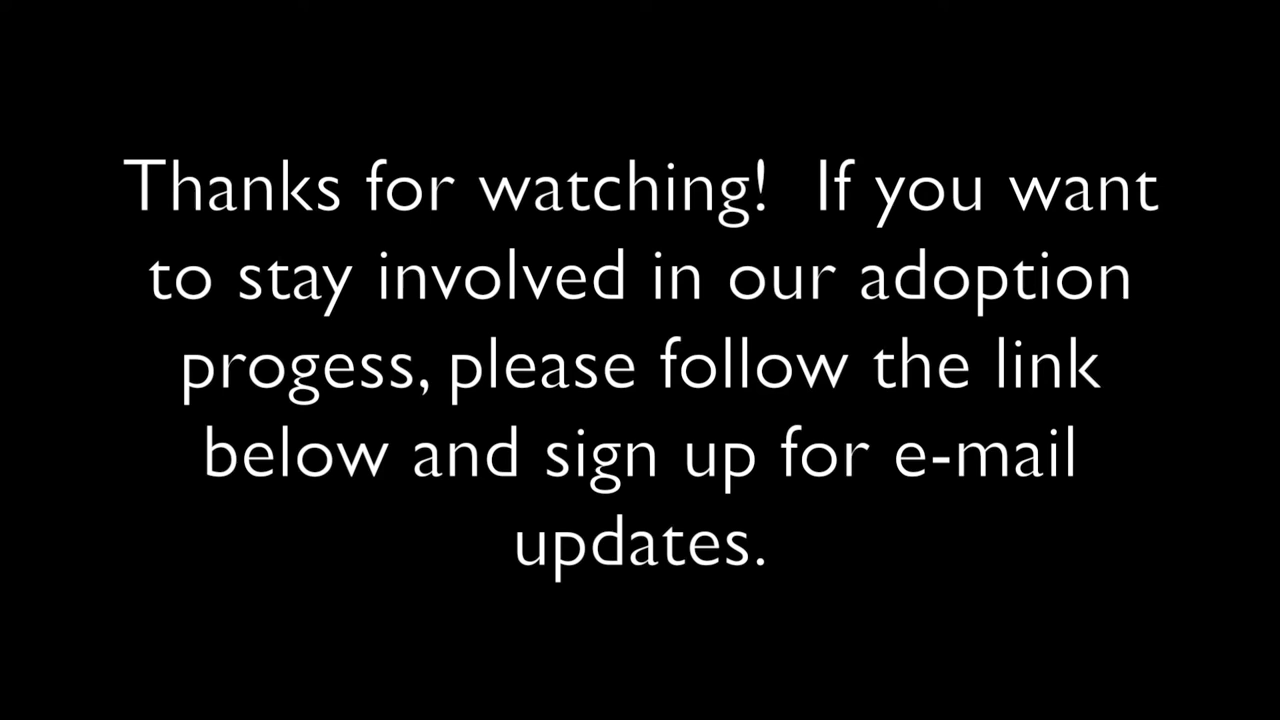 Thanks for watching!  If you want
to stay involved in our adoption
progess, please follow the link
below and sign up for e-mail
updates.